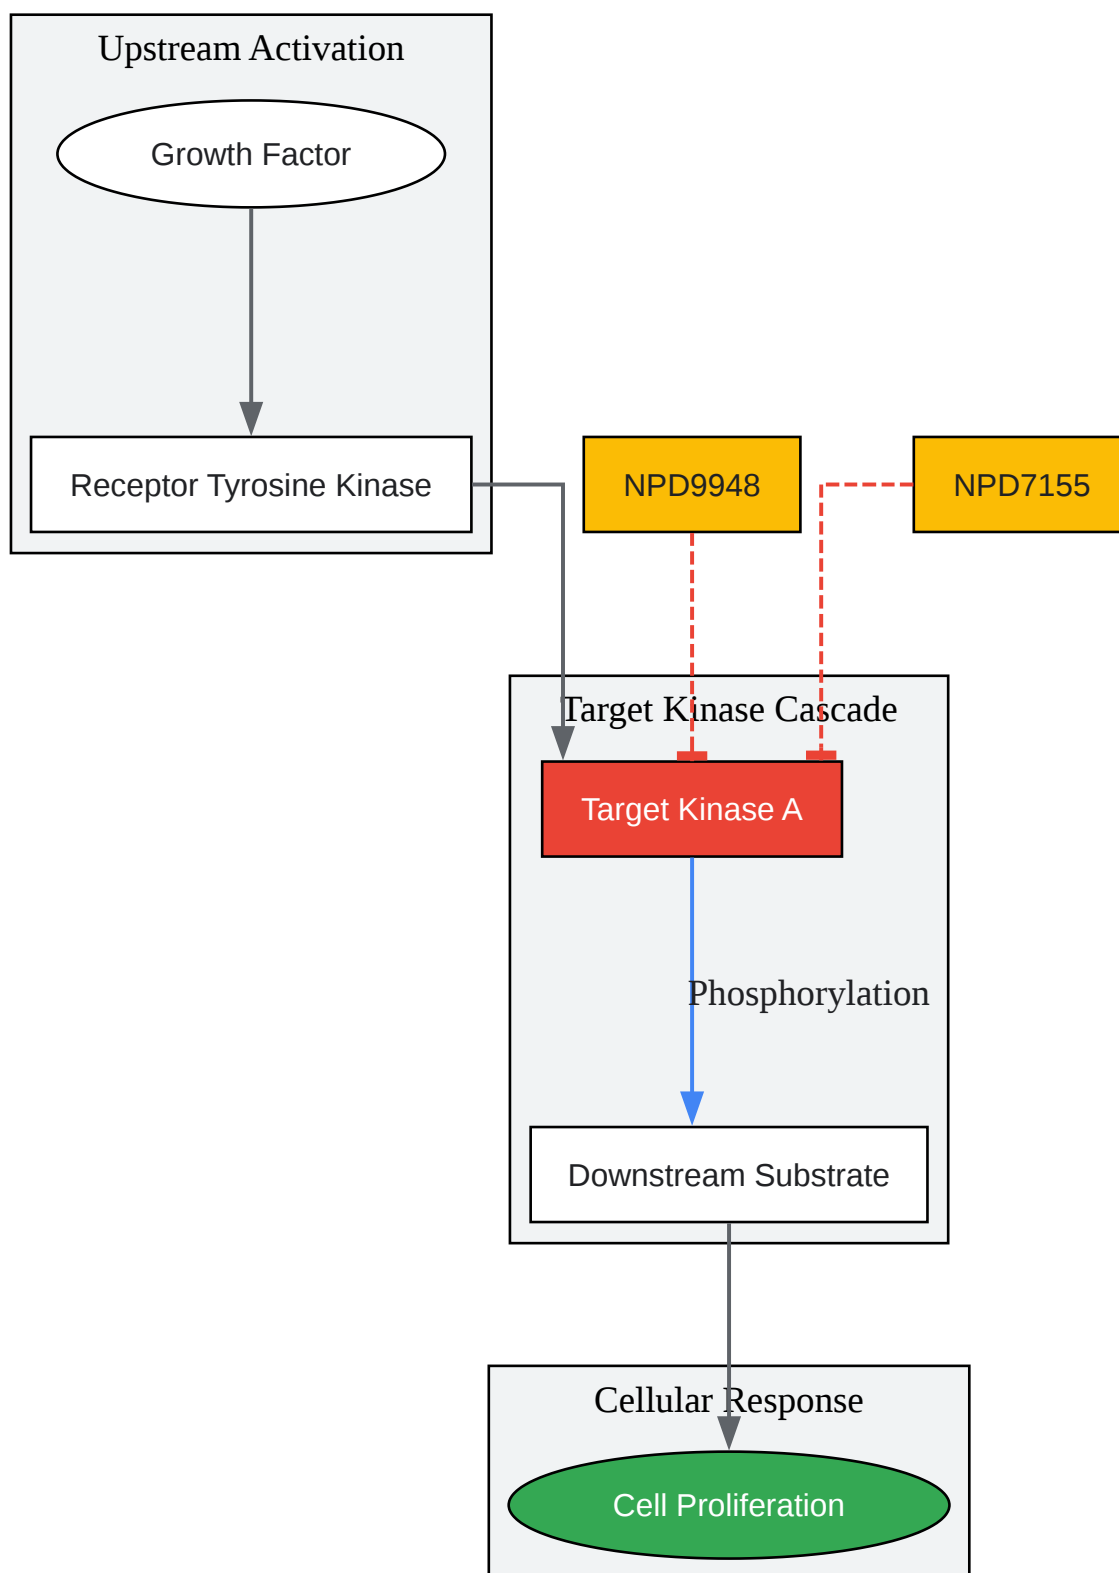 Upstream Activation
Growth Factor
Receptor Tyrosine Kinase
NPD9948
NPD7155
Target Kinase Cascade
Target Kinase A
Phosphorylation
Downstream Substrate
Cellular Response
Cell Proliferation